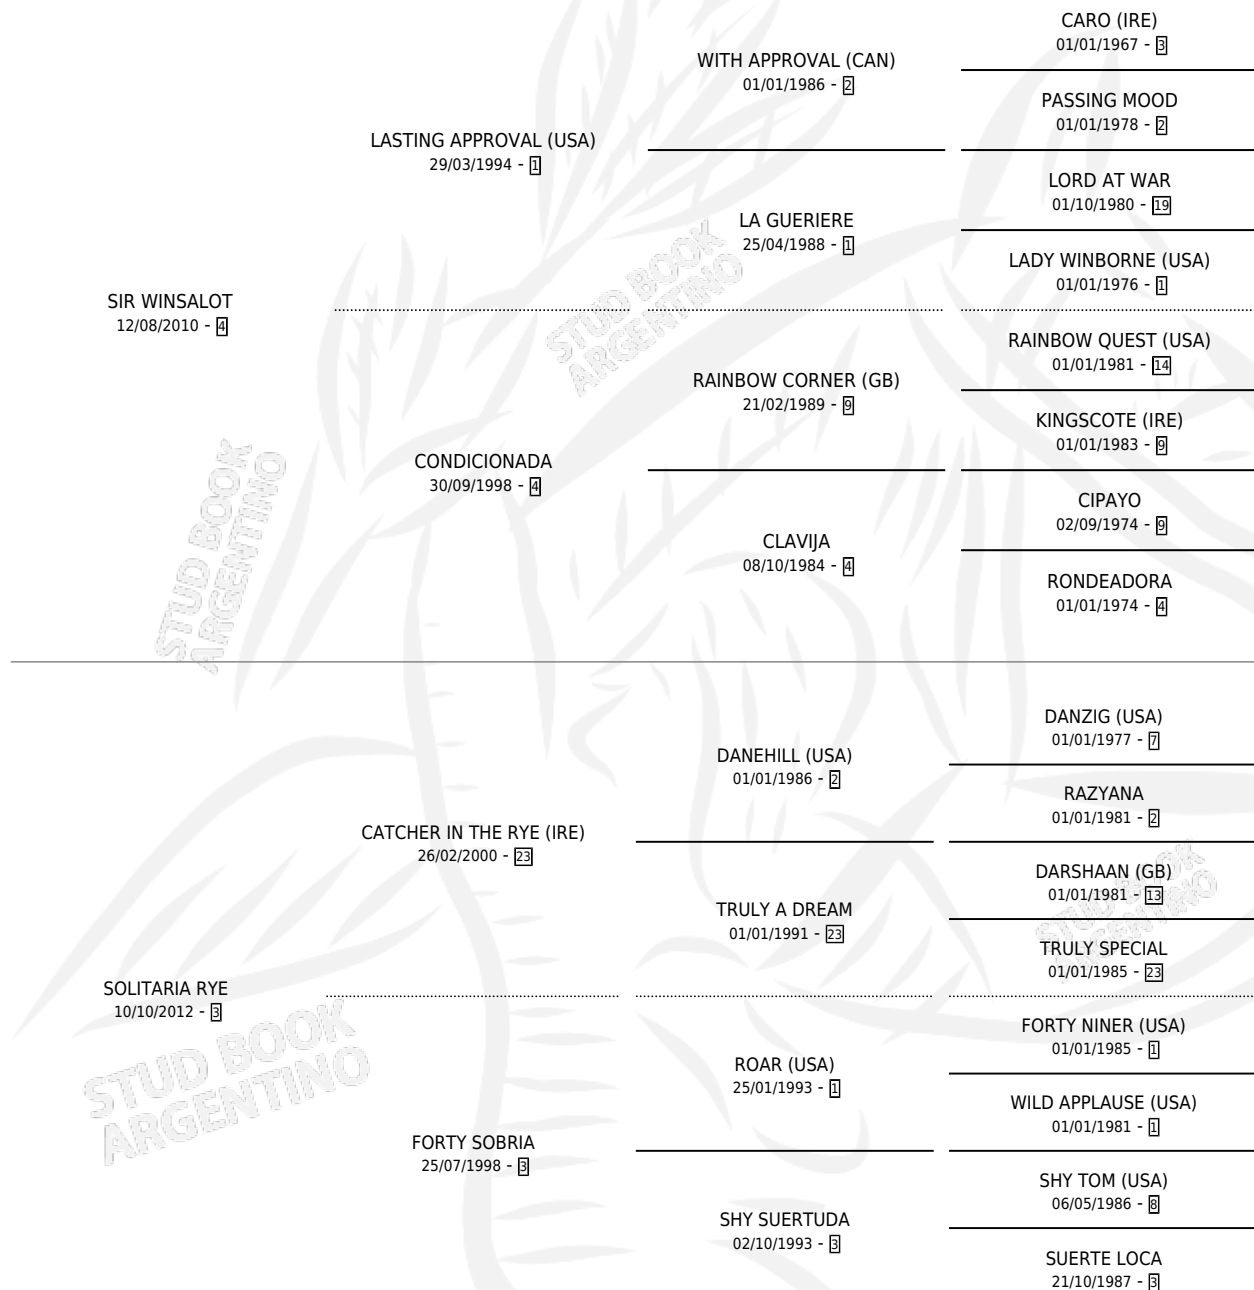 CARO (IRE)
01/01/1967 - 3
WITH APPROVAL (CAN)
01/01/1986 - 2
PASSING MOOD
01/01/1978 - 2
LASTING APPROVAL (USA)
29/03/1994 - 1
LORD AT WAR
01/10/1980 - 19
LA GUERIERE
25/04/1988 - 1
LADY WINBORNE (USA)
01/01/1976 - 1
SIR WINSALOT
12/08/2010 - 4
RAINBOW QUEST (USA)
01/01/1981 - 14
RAINBOW CORNER (GB)
21/02/1989 - 9
KINGSCOTE (IRE)
01/01/1983 - 9
CONDICIONADA
30/09/1998 - 4
CIPAYO
02/09/1974 - 9
CLAVIJA
08/10/1984 - 4
RONDEADORA
01/01/1974 - 4
DANZIG (USA)
01/01/1977 - 7
DANEHILL (USA)
01/01/1986 - 2
RAZYANA
01/01/1981 - 2
CATCHER IN THE RYE (IRE)
26/02/2000 - 23
DARSHAAN (GB)
01/01/1981 - 13
TRULY A DREAM
01/01/1991 - 23
TRULY SPECIAL
01/01/1985 - 23
SOLITARIA RYE
10/10/2012 - 3
FORTY NINER (USA)
01/01/1985 - 1
ROAR (USA)
25/01/1993 - 1
WILD APPLAUSE (USA)
01/01/1981 - 1
FORTY SOBRIA
25/07/1998 - 3
SHY TOM (USA)
06/05/1986 - 8
SHY SUERTUDA
02/10/1993 - 3
SUERTE LOCA
21/10/1987 - 3
STUD BOOK
ARGENTINO
STUD BOOK
ARGENTINO
STUD BOOK
ARGENTINO
STUD BOOK
ARGENTINO